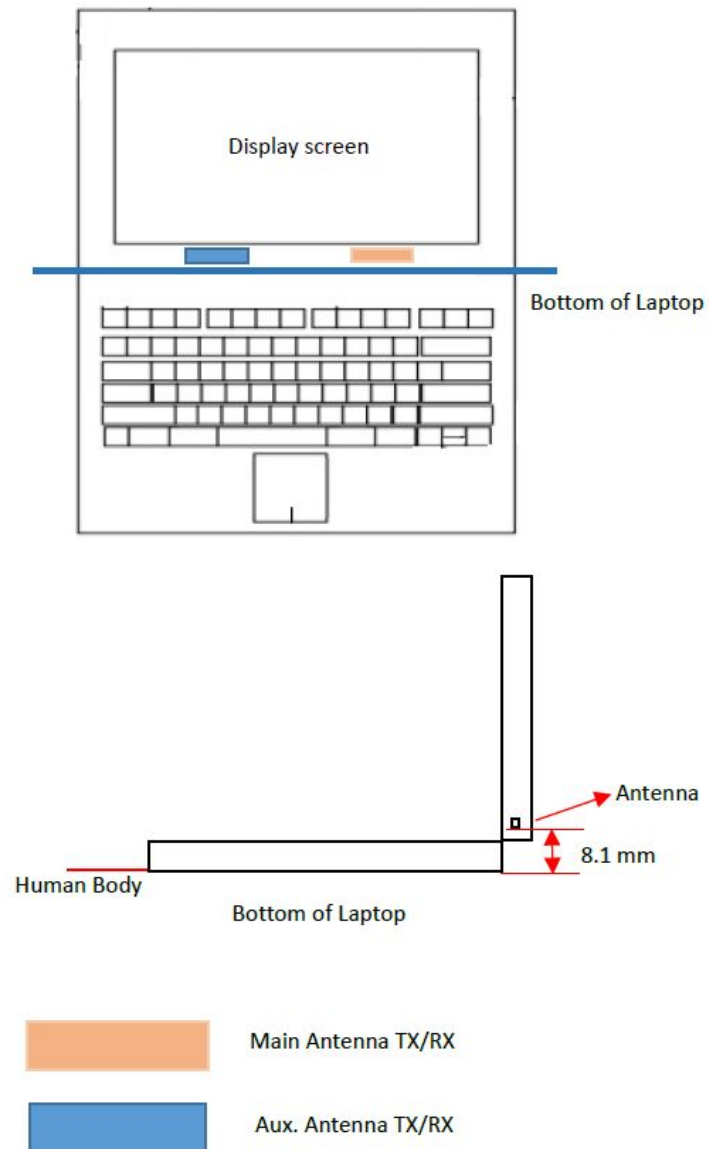 Display screen
Bottom of Laptop
Antenna
8.1 mm
Human Body
Bottom of Laptop
Main Antenna TX/RX
Aux. Antenna TX/RX